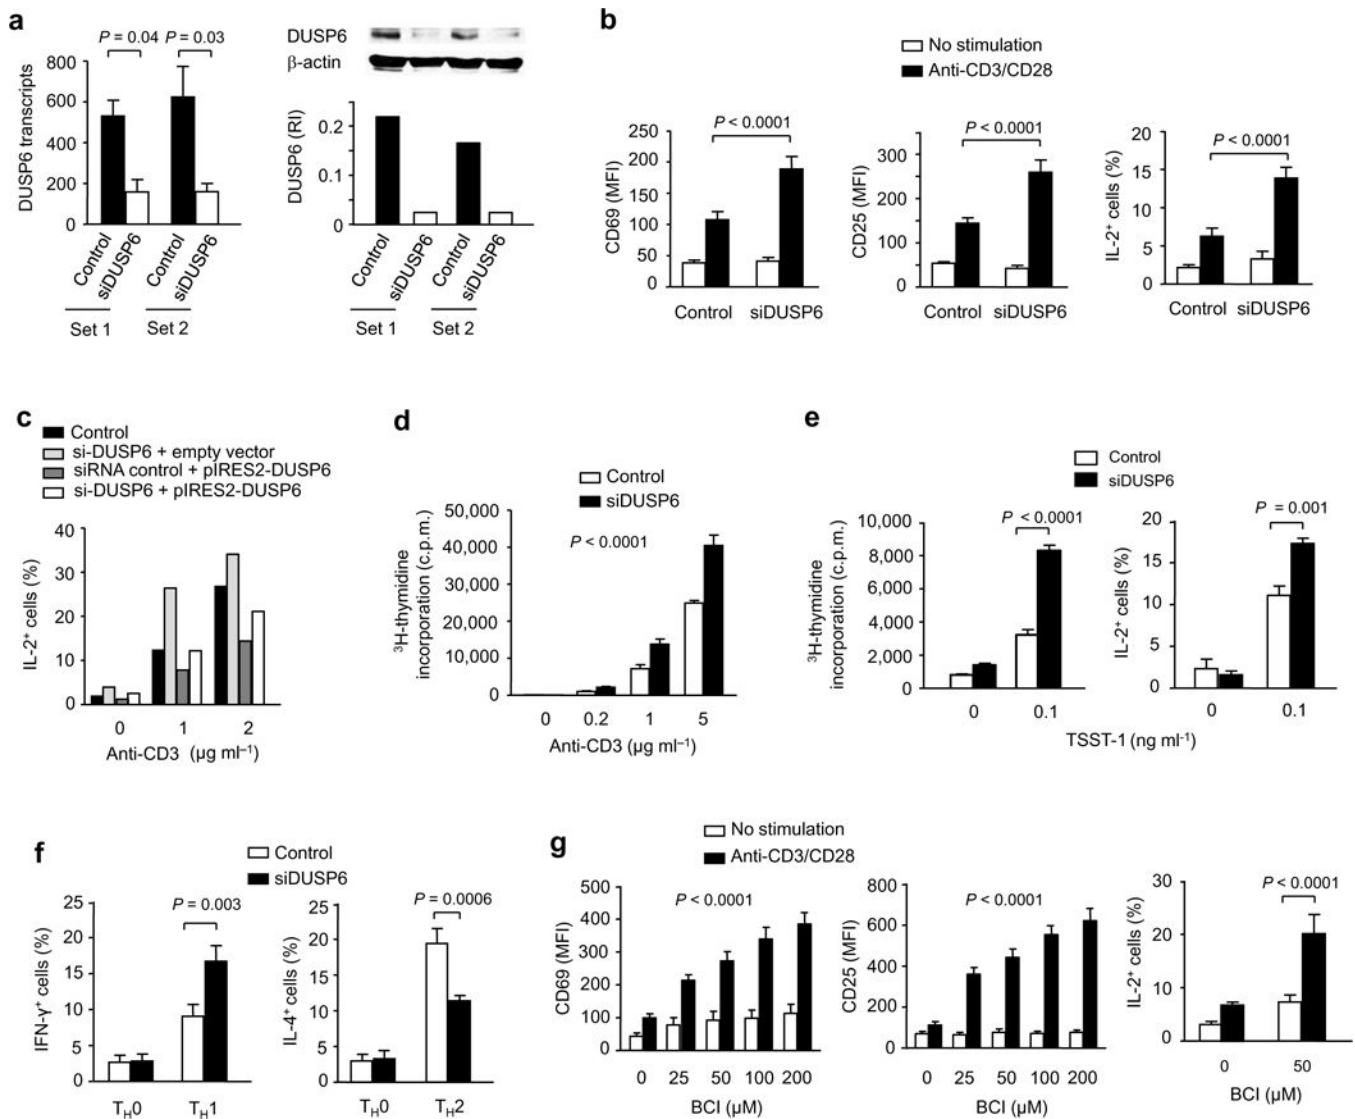 a
P = 0.04 P = 0.03
DUSP6 transcripts
800
600
400
200
0
Control
siDUSP6
Control
siDUSP6
Set 1
Set 2
DUSP6
β-actin
DUSP6 (RI)
0.2
0.1
0
Control
siDUSP6
Control
siDUSP6
Set 1
Set 2
b
No stimulation
Anti-CD3/CD28
P < 0.0001
CD69 (MFI)
250
200
150
100
50
0
Control siDUSP6
P < 0.0001
CD25 (MFI)
300
200
150
100
50
0
Control siDUSP6
P < 0.0001
IL-2⁺ cells (%)
20
15
10
5
0
Control siDUSP6
c
Control
si-DUSP6 + empty vector
siRNA control + pIRES2-DUSP6
si-DUSP6 + pIRES2-DUSP6
IL-2⁺ cells (%)
40
30
20
10
0
0 1 2
Anti-CD3 (µg ml⁻¹)
d
Control
siDUSP6
P < 0.0001
³H-thymidine
incorporation (c.p.m.)
50,000
40,000
30,000
20,000
10,000
0
0 0.2 1 5
Anti-CD3 (µg ml⁻¹)
e
Control
siDUSP6
P < 0.0001
³H-thymidine
incorporation (c.p.m.)
10,000
8,000
6,000
4,000
2,000
0
0 0.1
P = 0.001
IL-2⁺ cells (%)
20
15
10
5
0
0 0.1
TSST-1 (ng ml⁻¹)
f
Control
siDUSP6
P = 0.003
IFN-γ⁺ cells (%)
25
20
15
10
5
0
T_H0 T_H1
P = 0.0006
IL-4⁺ cells (%)
25
20
15
10
5
0
T_H0 T_H2
g
No stimulation
Anti-CD3/CD28
P < 0.0001
CD69 (MFI)
500
400
300
200
100
0
0 25 50 100 200
BCI (µM)
P < 0.0001
CD25 (MFI)
800
600
400
200
0
0 25 50 100 200
BCI (µM)
P < 0.0001
IL-2⁺ cells (%)
30
20
10
0
0 50
BCI (µM)